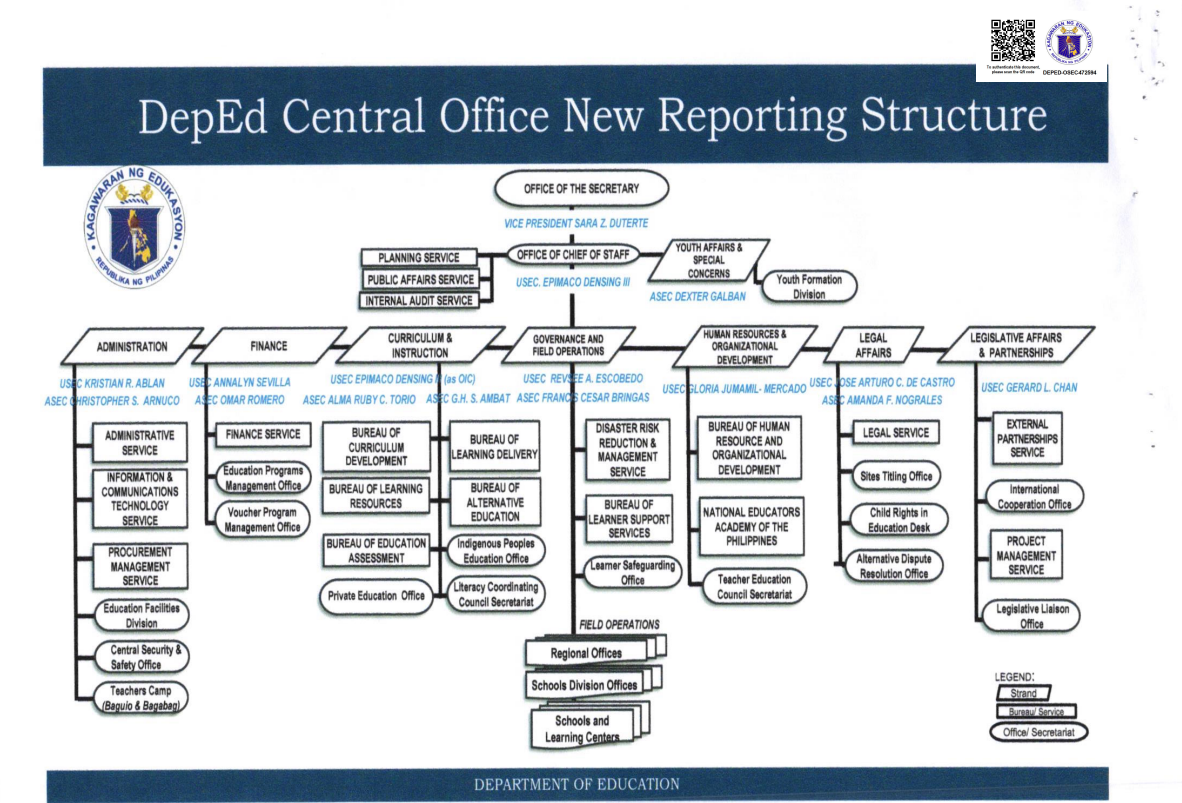 To authenticate this document,
please scan the QR code
DEPED-OSEC472594
KAGAWARAN NG EDUKASYON
REPUBLIKA NG PILIPINAS
DepEd Central Office New Reporting Structure
KAGAWARAN NG EDUKASYON
REPUBLIKA NG PILIPINAS
OFFICE OF THE SECRETARY
VICE PRESIDENT SARA Z. DUTERTE
OFFICE OF CHIEF OF STAFF
USEC. EPIMACO DENSING III
PLANNING SERVICE
PUBLIC AFFAIRS SERVICE
INTERNAL AUDIT SERVICE
YOUTH AFFAIRS &
SPECIAL
CONCERNS
ASEC DEXTER GALBAN
Youth Formation
Division
ADMINISTRATION
USEC KRISTIAN R. ABLAN
ASEC CHRISTOPHER S. ARNUCO
ADMINISTRATIVE
SERVICE
INFORMATION &
COMMUNICATIONS
TECHNOLOGY
SERVICE
PROCUREMENT
MANAGEMENT
SERVICE
Education Facilities
Division
Central Security &
Safety Office
Teachers Camp
(Baguio & Bagabag)
FINANCE
USEC ANNALYN SEVILLA
ASEC OMAR ROMERO
FINANCE SERVICE
Education Programs
Management Office
Voucher Program
Management Office
CURRICULUM &
INSTRUCTION
USEC EPIMACO DENSING III (as OIC)
ASEC ALMA RUBY C. TORIO
ASEC G.H. S. AMBAT
BUREAU OF
CURRICULUM
DEVELOPMENT
BUREAU OF LEARNING
RESOURCES
BUREAU OF EDUCATION
ASSESSMENT
Private Education Office
BUREAU OF
LEARNING DELIVERY
BUREAU OF
ALTERNATIVE
EDUCATION
Indigenous Peoples
Education Office
Literacy Coordinating
Council Secretariat
GOVERNANCE AND
FIELD OPERATIONS
USEC REVSEE A. ESCOBEDO
ASEC FRANCIS CESAR BRINGAS
DISASTER RISK
REDUCTION &
MANAGEMENT
SERVICE
BUREAU OF
LEARNER SUPPORT
SERVICES
Learner Safeguarding
Office
FIELD OPERATIONS
Regional Offices
Schools Division Offices
Schools and
Learning Centers
HUMAN RESOURCES &
ORGANIZATIONAL
DEVELOPMENT
USEC GLORIA JUMAMIL- MERCADO
BUREAU OF HUMAN
RESOURCE AND
ORGANIZATIONAL
DEVELOPMENT
NATIONAL EDUCATORS
ACADEMY OF THE
PHILIPPINES
Teacher Education
Council Secretariat
LEGAL
AFFAIRS
USEC JOSE ARTURO C. DE CASTRO
ASEC AMANDA F. NOGRALES
LEGAL SERVICE
Sites Titling Office
Child Rights in
Education Desk
Alternative Dispute
Resolution Office
LEGISLATIVE AFFAIRS
& PARTNERSHIPS
USEC GERARD L. CHAN
EXTERNAL
PARTNERSHIPS
SERVICE
International
Cooperation Office
PROJECT
MANAGEMENT
SERVICE
Legislative Liaison
Office
LEGEND:
Strand
Bureau/ Service
Office/ Secretariat
DEPARTMENT OF EDUCATION